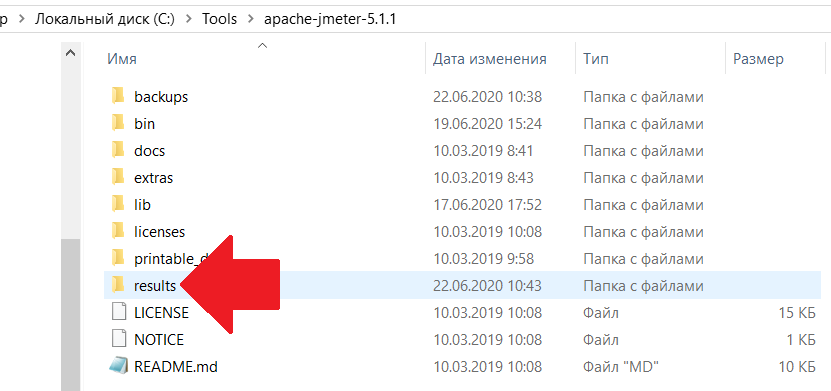 р > Локальный диск (C:) > Tools > apache-jmeter-5.1.1
Имя Дата изменения Тип Размер
backups 22.06.2020 10:38 Папка с файлами
bin 19.06.2020 15:24 Папка с файлами
docs 10.03.2019 8:41 Папка с файлами
extras 10.03.2019 8:43 Папка с файлами
lib 17.06.2020 17:52 Папка с файлами
licenses 10.03.2019 10:08 Папка с файлами
printable_d 10.03.2019 9:58 Папка с файлами
results 22.06.2020 10:43 Папка с файлами
LICENSE 10.03.2019 10:08 Файл 15 КБ
NOTICE 10.03.2019 10:08 Файл 1 КБ
README.md 10.03.2019 10:08 Файл "MD" 10 КБ